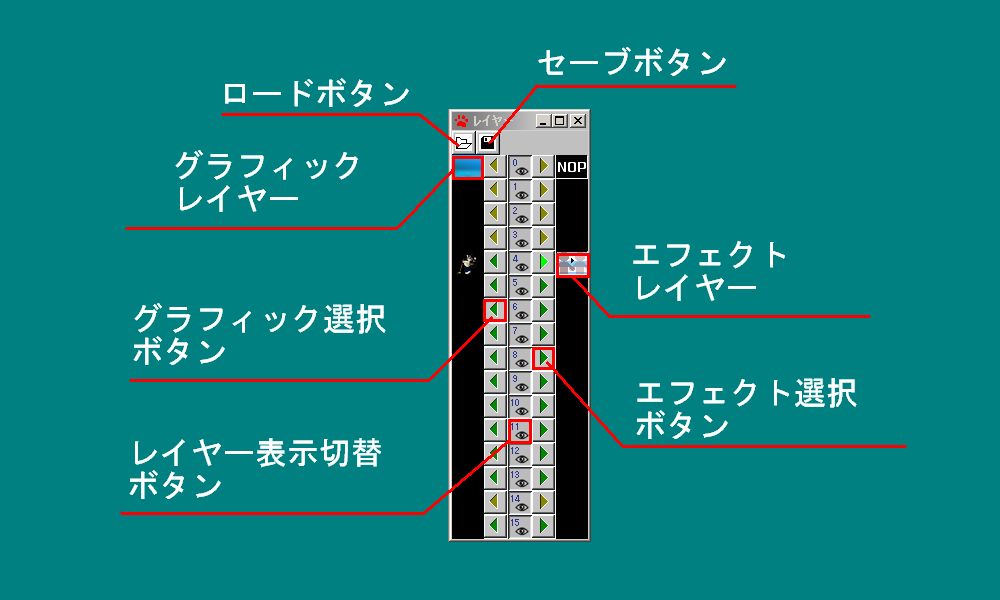 セーブボタン
ロードボタン
レイヤー
グラフィック
レイヤー
0
NOP
1
2
3
4
エフェクト
レイヤー
5
6
グラフィック選択
ボタン
7
8
9
エフェクト選択
ボタン
10
11
レイヤー表示切替
ボタン
12
13
14
15